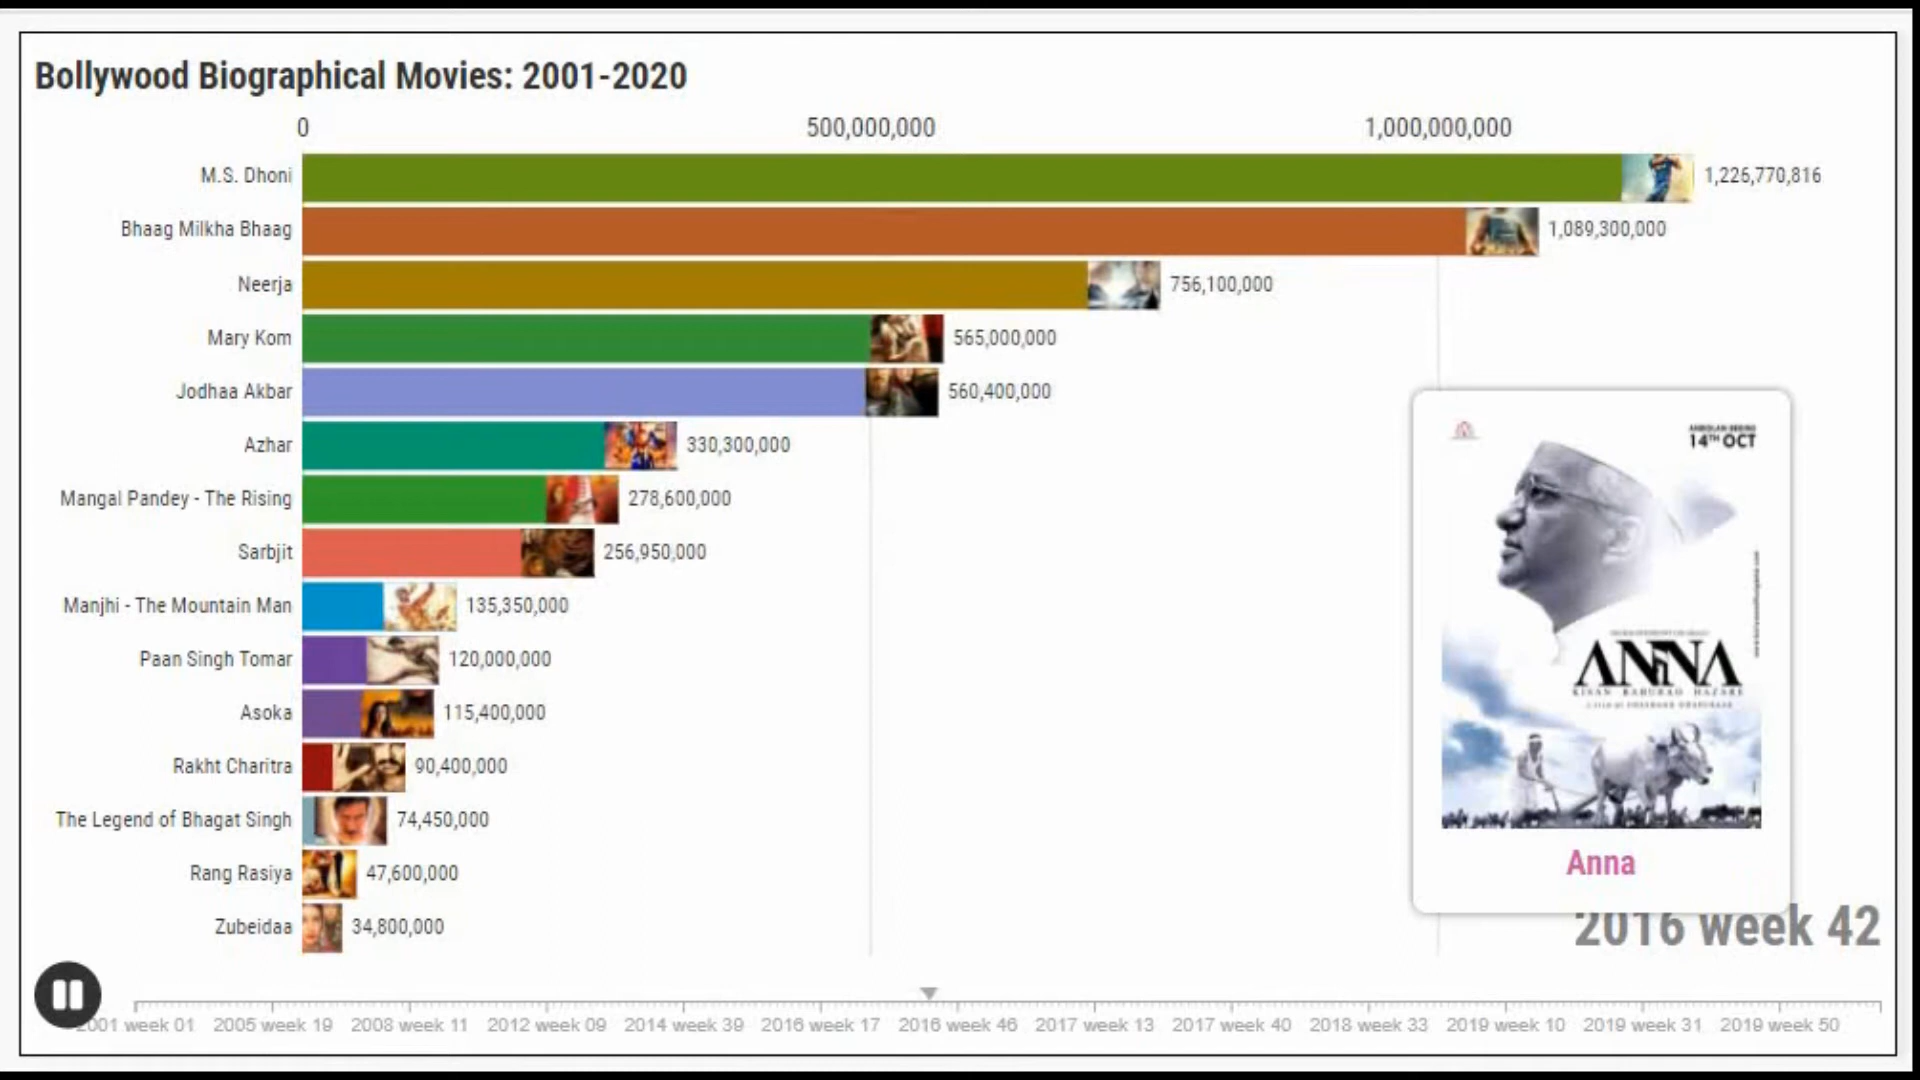 Bollywood Biographical Movies: 2001-2020
0 500,000,000 1,000,000,000
M.S. Dhoni 1,226,770,816
Bhaag Milkha Bhaag 1,089,300,000
Neerja 756,100,000
Mary Kom 565,000,000
Jodhaa Akbar 560,400,000
Azhar 330,300,000
Mangal Pandey - The Rising 278,600,000
Sarbjit 256,950,000
Manjhi - The Mountain Man 135,350,000
Paan Singh Tomar 120,000,000
Asoka 115,400,000
Rakht Charitra 90,400,000
The Legend of Bhagat Singh 74,450,000
Rang Rasiya 47,600,000
Zubeidaa 34,800,000
14TH OCT
ANNA
KISAN BABURAO HAZARE
Anna
2016 week 42
2001 week 01 2005 week 19 2008 week 11 2012 week 09 2014 week 39 2016 week 17 2016 week 46 2017 week 13 2017 week 40 2018 week 33 2019 week 10 2019 week 31 2019 week 50